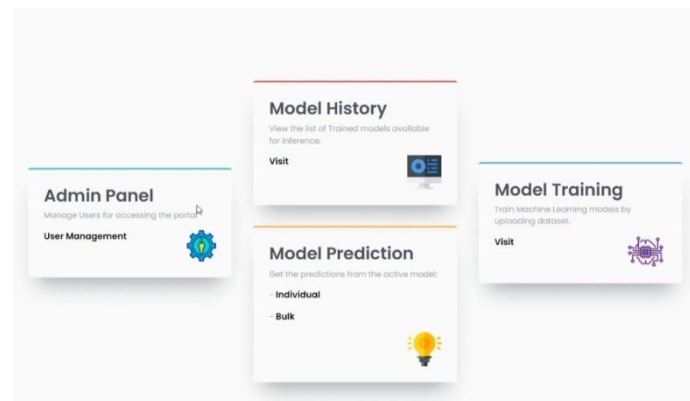 Model History
View the list of Trained models available
for inference.
Visit
Admin Panel
Manage Users for accessing the portal
User Management
Model Prediction
Get the predictions from the active model:
- Individual
- Bulk
Model Training
Train Machine Learning models by
uploading dataset.
Visit